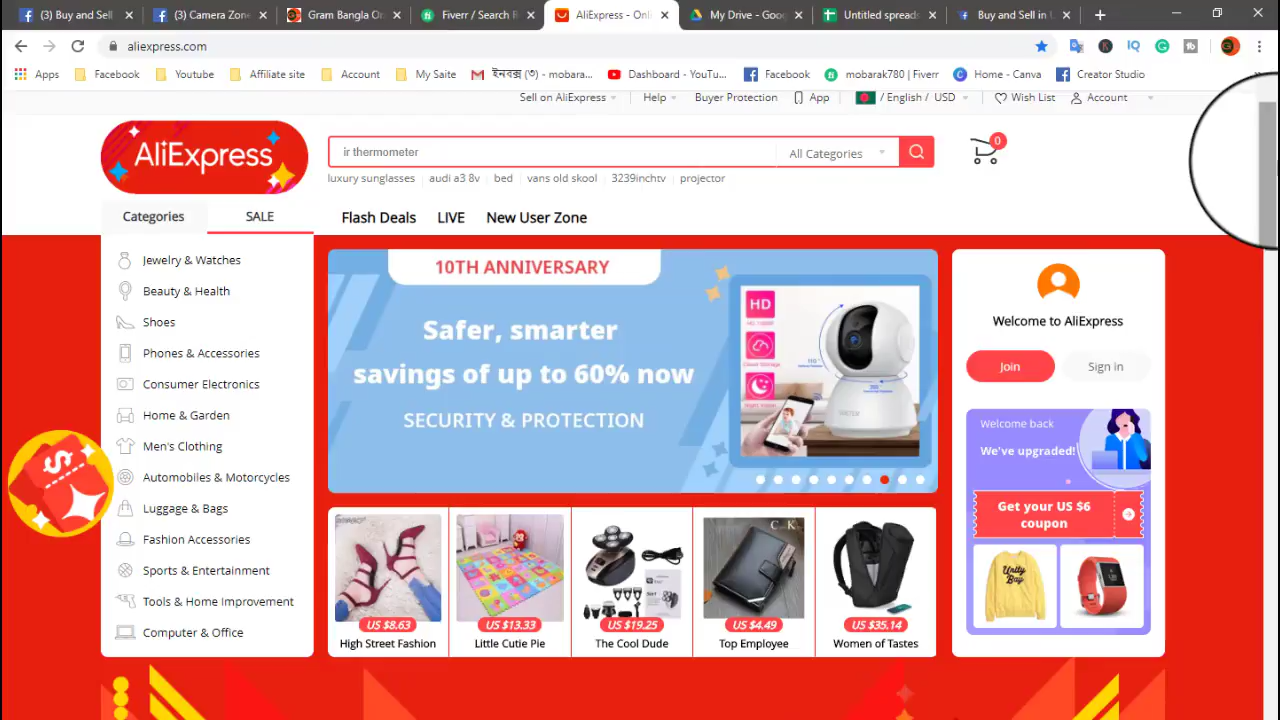 (3) Buy and Sell
(3) Camera Zone
Gram Bangla On
Fiverr / Search R
AliExpress - Onli
My Drive - Goog
Untitled spreads
Buy and Sell in U
aliexpress.com
Apps
Facebook
Youtube
Affiliate site
Account
My Saite
ইনবক্স (9) - mobara...
Dashboard - YouTu...
Facebook
mobarak780 | Fiverr
Home - Canva
Creator Studio
Sell on AliExpress
Help
Buyer Protection
App
/ English / USD
Wish List
Account
AliExpress
ir thermometer
All Categories
0
luxury sunglasses
audi a3 8v
bed
vans old skool
3239inchtv
projector
Categories
SALE
Flash Deals
LIVE
New User Zone
Jewelry & Watches
Beauty & Health
Shoes
Phones & Accessories
Consumer Electronics
Home & Garden
Men's Clothing
Automobiles & Motorcycles
Luggage & Bags
Fashion Accessories
Sports & Entertainment
Tools & Home Improvement
Computer & Office
10TH ANNIVERSARY
Safer, smarter
savings of up to 60% now
SECURITY & PROTECTION
HD
Welcome to AliExpress
Join
Sign in
Welcome back
We've upgraded!
Get your US $6
coupon
US $8.63
High Street Fashion
US $13.33
Little Cutie Pie
US $19.25
The Cool Dude
US $4.49
Top Employee
US $35.14
Women of Tastes